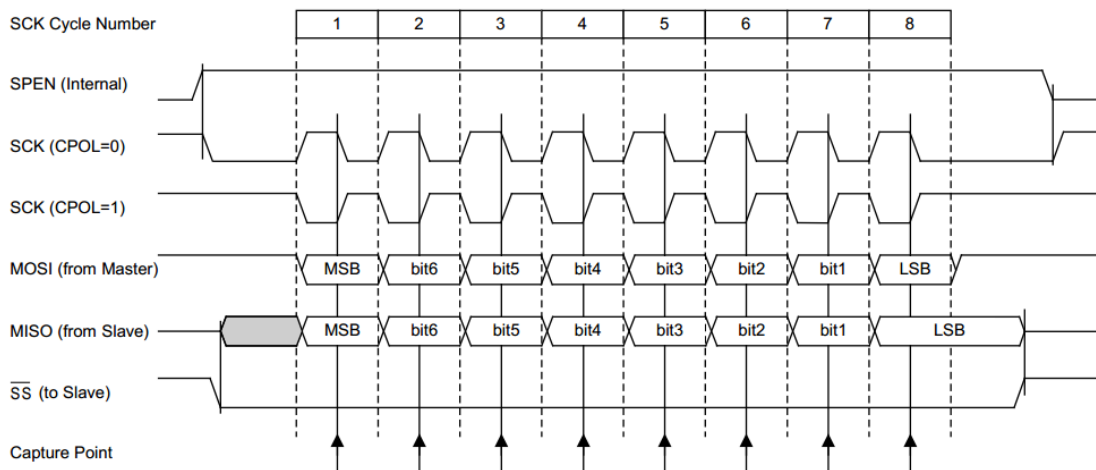 SCK Cycle Number 1 2 3 4 5 6 7 8
SPEN (Internal)
SCK (CPOL=0)
SCK (CPOL=1)
MOSI (from Master) MSB bit6 bit5 bit4 bit3 bit2 bit1 LSB
MISO (from Slave) MSB bit6 bit5 bit4 bit3 bit2 bit1 LSB
S̅S̅ (to Slave)
Capture Point